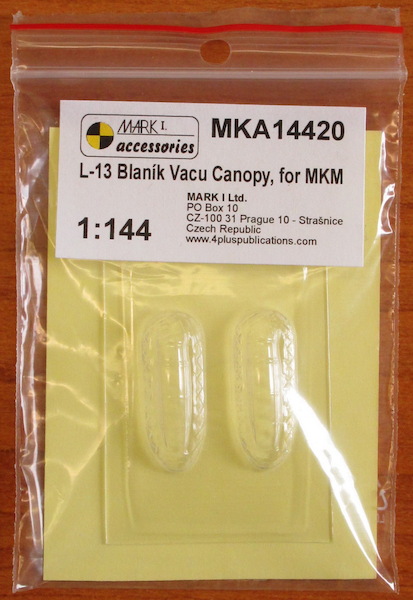 MARK I.
accessories
MKA14420
L-13 Blaník Vacu Canopy, for MKM
1:144
MARK I Ltd.
PO Box 10
CZ-100 31 Prague 10 - Strašnice
Czech Republic
www.4pluspublications.com